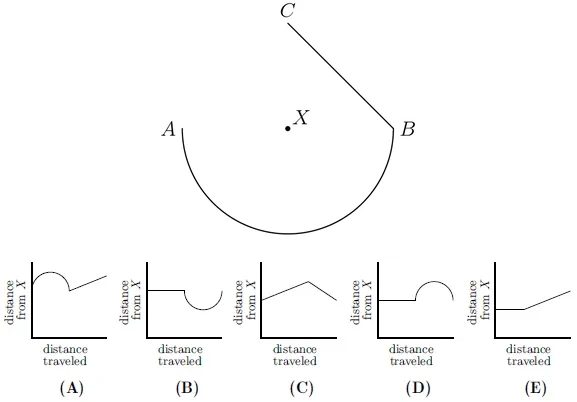 C
X
A
B
distance from X
distance from X
distance from X
distance from X
distance from X
distance traveled
distance traveled
distance traveled
distance traveled
distance traveled
(A)
(B)
(C)
(D)
(E)